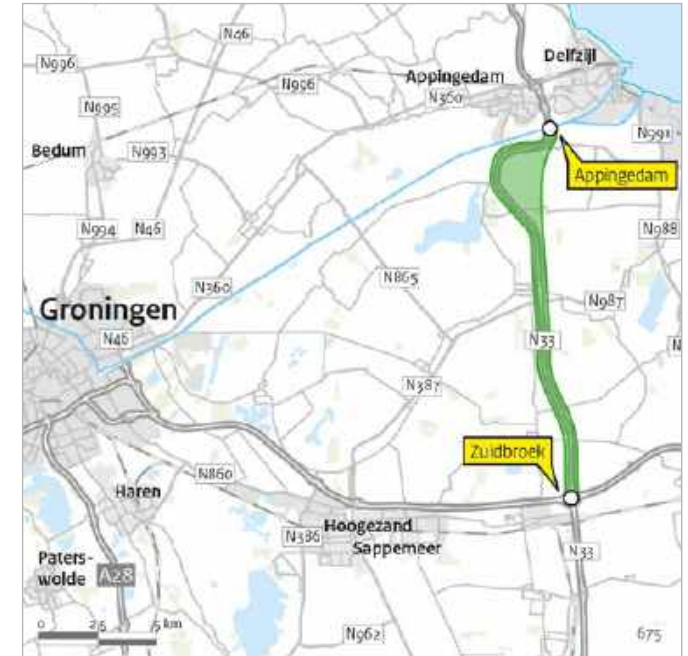 N46
N996
Delfzijl
N996
Appingedam
N360
N995
N991
Bedum
N993
Appingedam
N994
N46
N988
N865
N360
N987
Groningen
N46
N33
N
N387
Zuidbroek
N860
Haren
Hoogezand
N386
Sappemeer
N33
Paters-
wolde
A28
0 2,5 5 km
N962
675